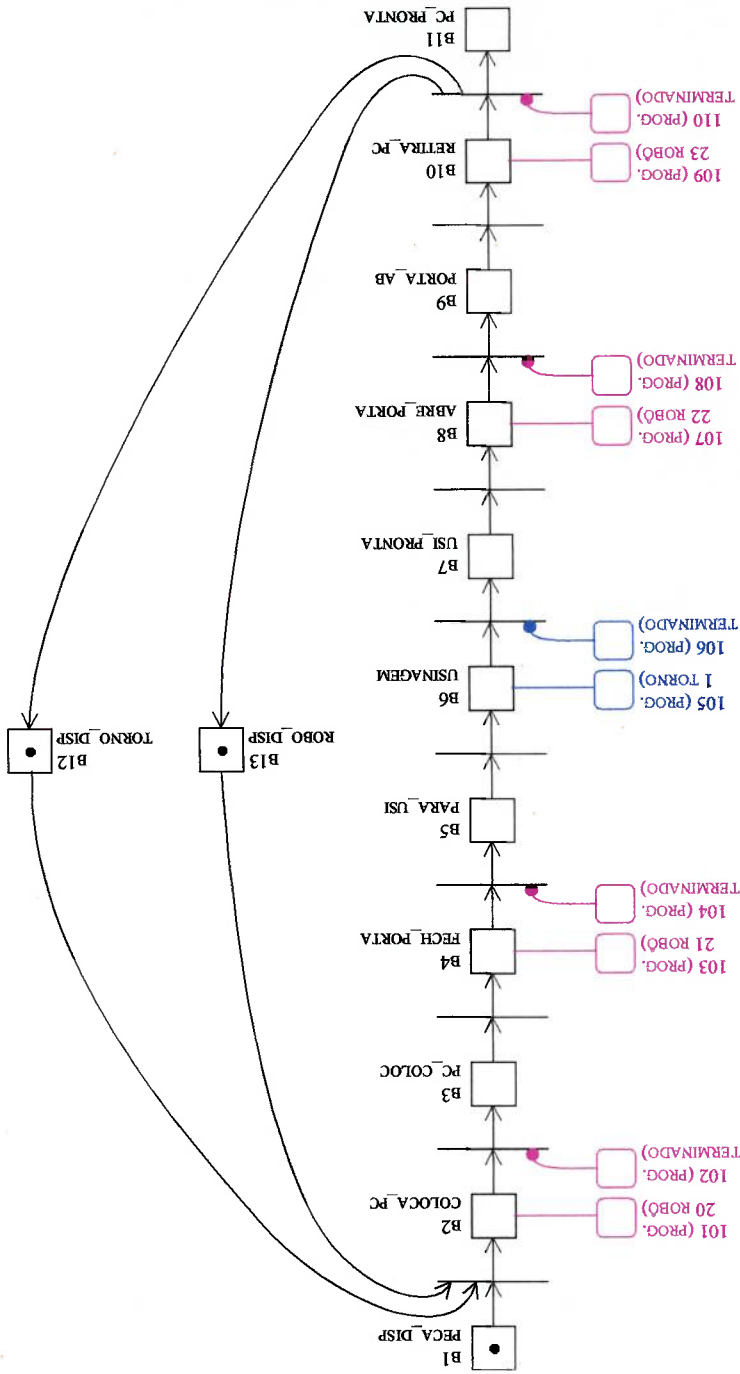 B1
PECA_DISP
B2
COLOCA_PC
101 (PROG.
20 ROBÔ)
102 (PROG.
TERMINADO)
B3
PC_COLOC
B4
FECH_PORTA
103 (PROG.
21 ROBÔ)
104 (PROG.
TERMINADO)
B5
PARA_USI
B6
USINAGEM
105 (PROG.
1 TORNO)
106 (PROG.
TERMINADO)
B7
USI_PRONTA
B8
ABRE_PORTA
107 (PROG.
22 ROBÔ)
108 (PROG.
TERMINADO)
B9
PORTA_AB
B10
RETIRA_PC
109 (PROG.
23 ROBÔ)
110 (PROG.
TERMINADO)
B11
PC_PRONTA
B12
TORNO_DISP
B13
ROBO_DISP